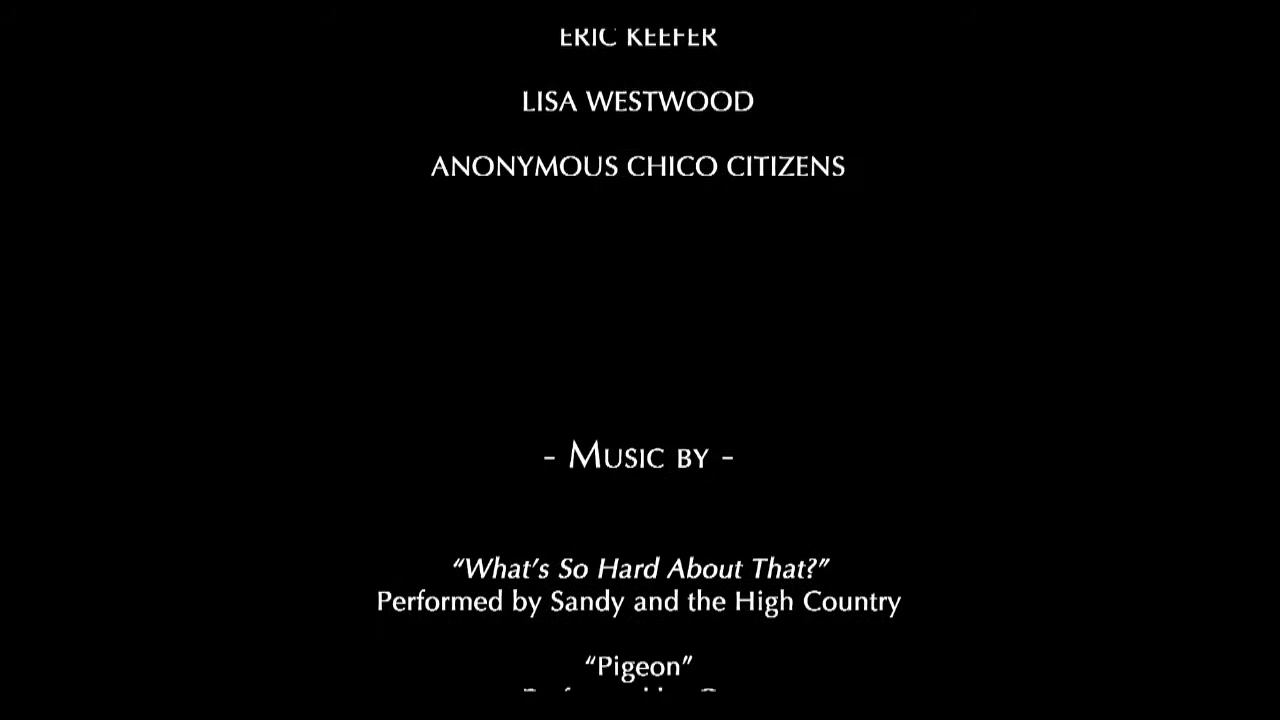 ERIC KEEFER
LISA WESTWOOD
ANONYMOUS CHICO CITIZENS
- MUSIC BY -
“What’s So Hard About That?”
Performed by Sandy and the High Country
“Pigeon”